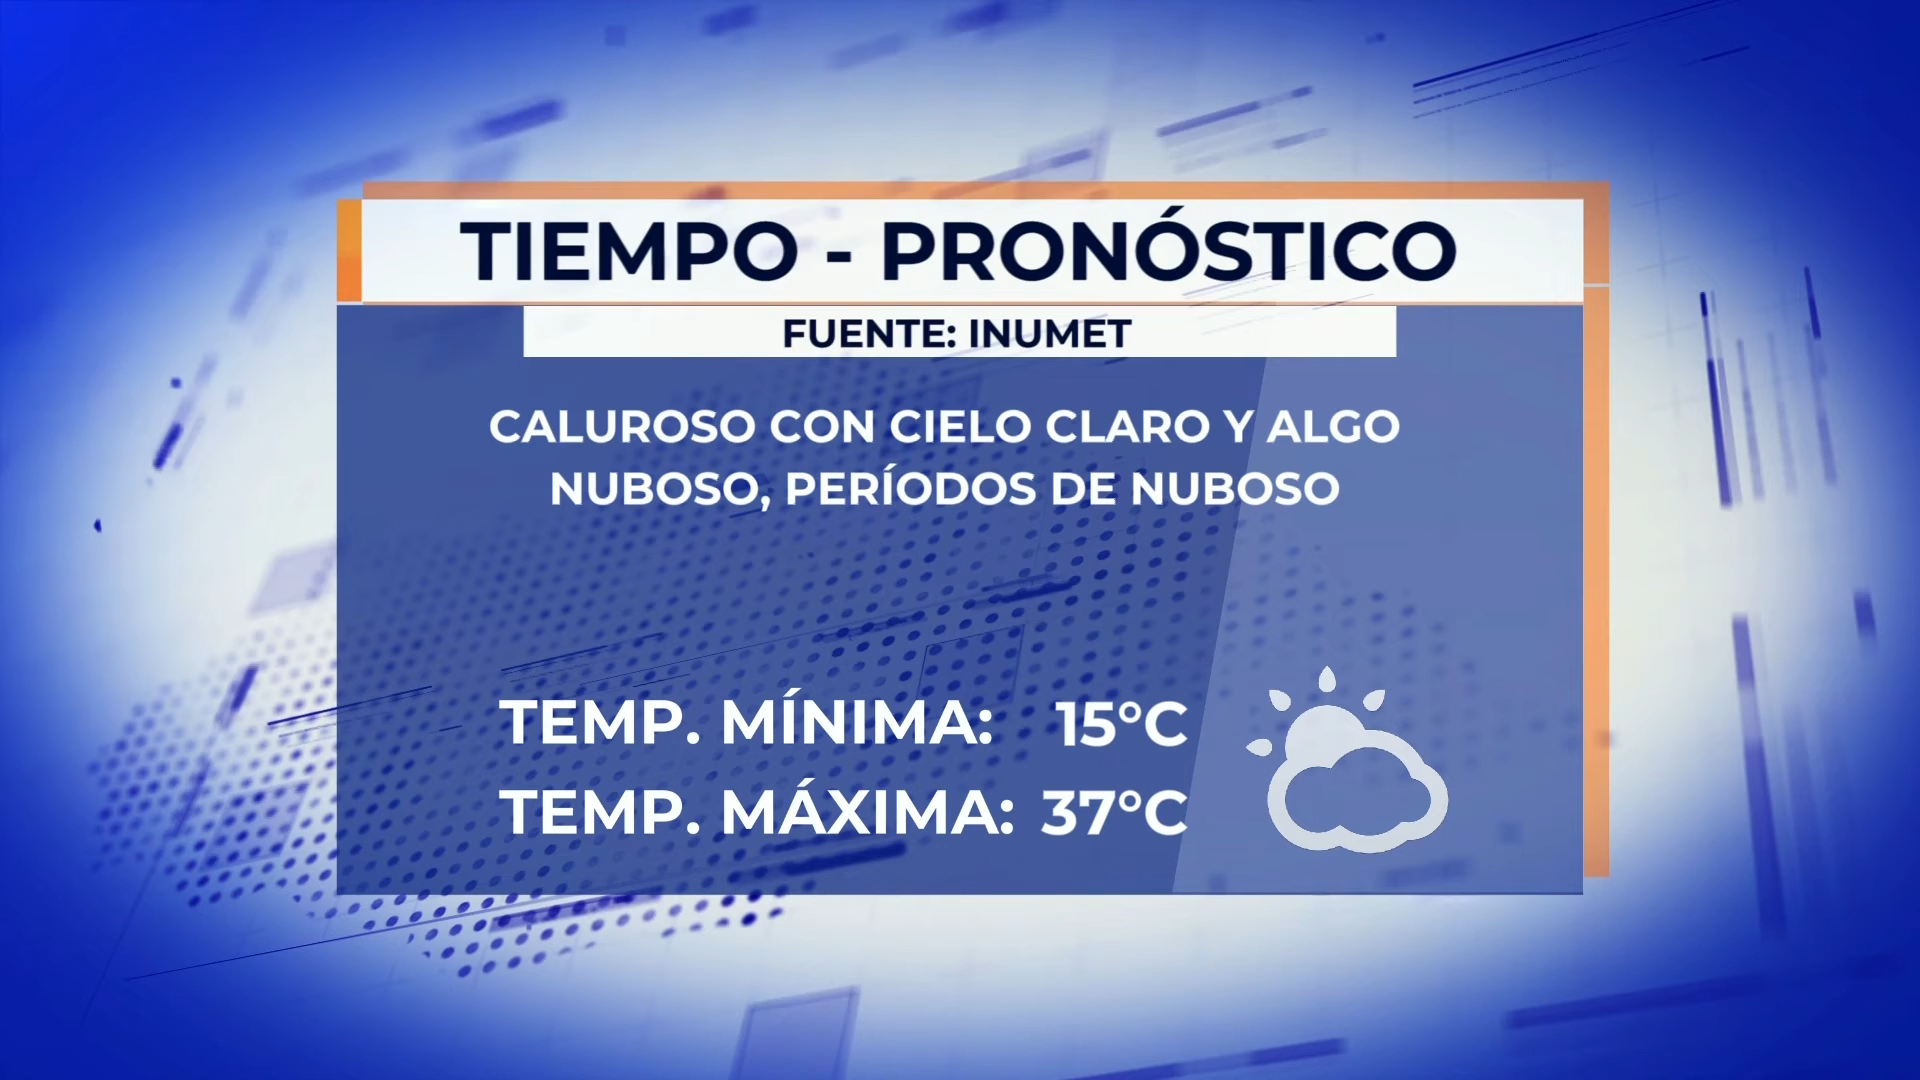 TIEMPO - PRONÓSTICO
FUENTE: INUMET
CALUROSO CON CIELO CLARO Y ALGO
NUBOSO, PERÍODOS DE NUBOSO
TEMP. MÍNIMA: 15°C
TEMP. MÁXIMA: 37°C